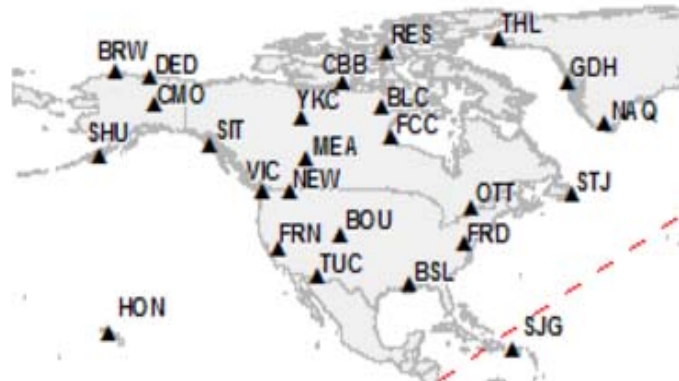 THL
RES
BRW
DED
CBB
GDH
CMO
YKC
BLC
NAQ
FCC
SHU
SIT
MEA
VIC
NEW
OTT
STJ
BOU
FRN
FRD
TUC
BSL
HON
SJG